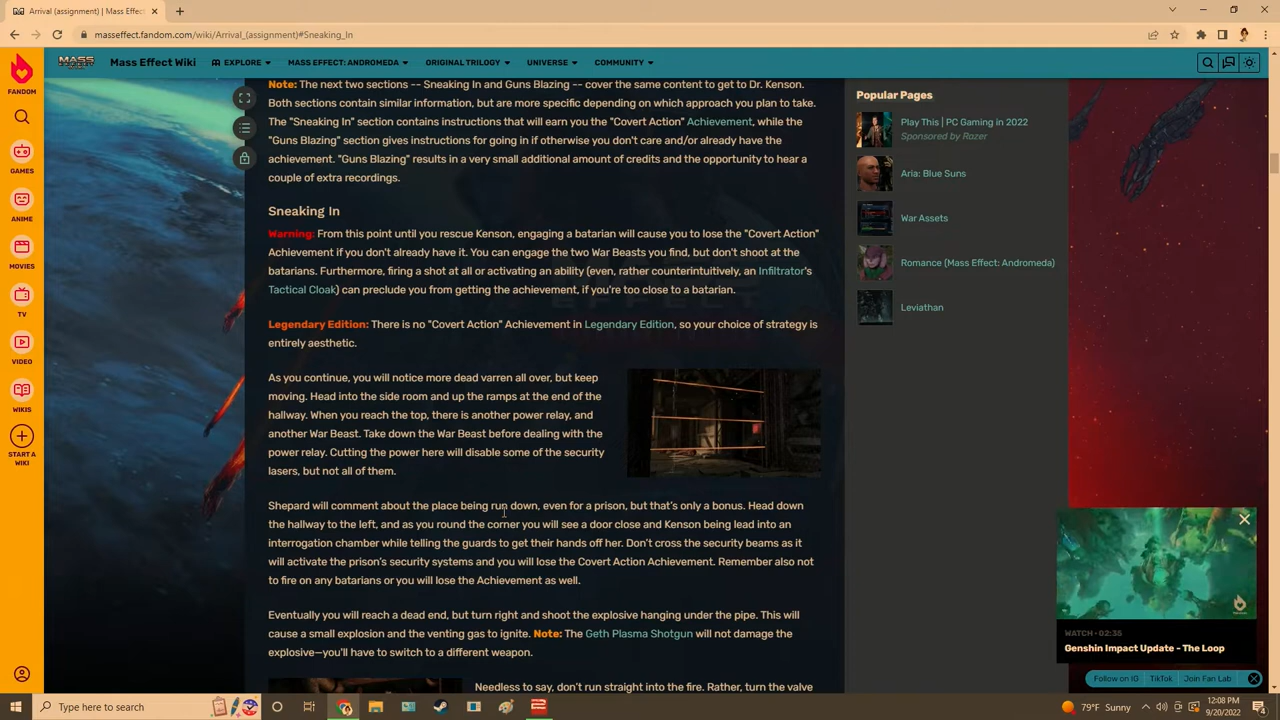 Arrival (assignment) | Mass Effe
masseffect.fandom.com/wiki/Arrival_(assignment)#Sneaking_In
FANDOM
GAMES
ANIME
MOVIES
TV
VIDEO
WIKIS
START A
WIKI
Mass Effect Wiki
EXPLORE
MASS EFFECT: ANDROMEDA
ORIGINAL TRILOGY
UNIVERSE
COMMUNITY
Note: The next two sections -- Sneaking In and Guns Blazing -- cover the same content to get to Dr. Kenson.
Both sections contain similar information, but are more specific depending on which approach you plan to take.
The "Sneaking In" section contains instructions that will earn you the "Covert Action" Achievement, while the
"Guns Blazing" section gives instructions for going in if otherwise you don't care and/or already have the
achievement. "Guns Blazing" results in a very small additional amount of credits and the opportunity to hear a
couple of extra recordings.
Sneaking In
Warning: From this point until you rescue Kenson, engaging a batarian will cause you to lose the "Covert Action"
Achievement if you don't already have it. You can engage the two War Beasts you find, but don't shoot at the
batarians. Furthermore, firing a shot at all or activating an ability (even, rather counterintuitively, an Infiltrator's
Tactical Cloak) can preclude you from getting the achievement, if you're too close to a batarian.
Legendary Edition: There is no "Covert Action" Achievement in Legendary Edition, so your choice of strategy is
entirely aesthetic.
As you continue, you will notice more dead varren all over, but keep
moving. Head into the side room and up the ramps at the end of the
hallway. When you reach the top, there is another power relay, and
another War Beast. Take down the War Beast before dealing with the
power relay. Cutting the power here will disable some of the security
lasers, but not all of them.
Shepard will comment about the place being run down, even for a prison, but that's only a bonus. Head down
the hallway to the left, and as you round the corner you will see a door close and Kenson being lead into an
interrogation chamber while telling the guards to get their hands off her. Don't cross the security beams as it
will activate the prison's security systems and you will lose the Covert Action Achievement. Remember also not
to fire on any batarians or you will lose the Achievement as well.
Eventually you will reach a dead end, but turn right and shoot the explosive hanging under the pipe. This will
cause a small explosion and the venting gas to ignite. Note: The Geth Plasma Shotgun will not damage the
explosive—you'll have to switch to a different weapon.
Needless to say, don't run straight into the fire. Rather, turn the valve
Popular Pages
Play This | PC Gaming in 2022
Sponsored by Razer
Aria: Blue Suns
War Assets
Romance (Mass Effect: Andromeda)
Leviathan
WATCH • 02:35
Genshin Impact Update - The Loop
Follow on IG
TikTok
Join Fan Lab
Type here to search
79°F Sunny
12:08 PM
9/20/2022